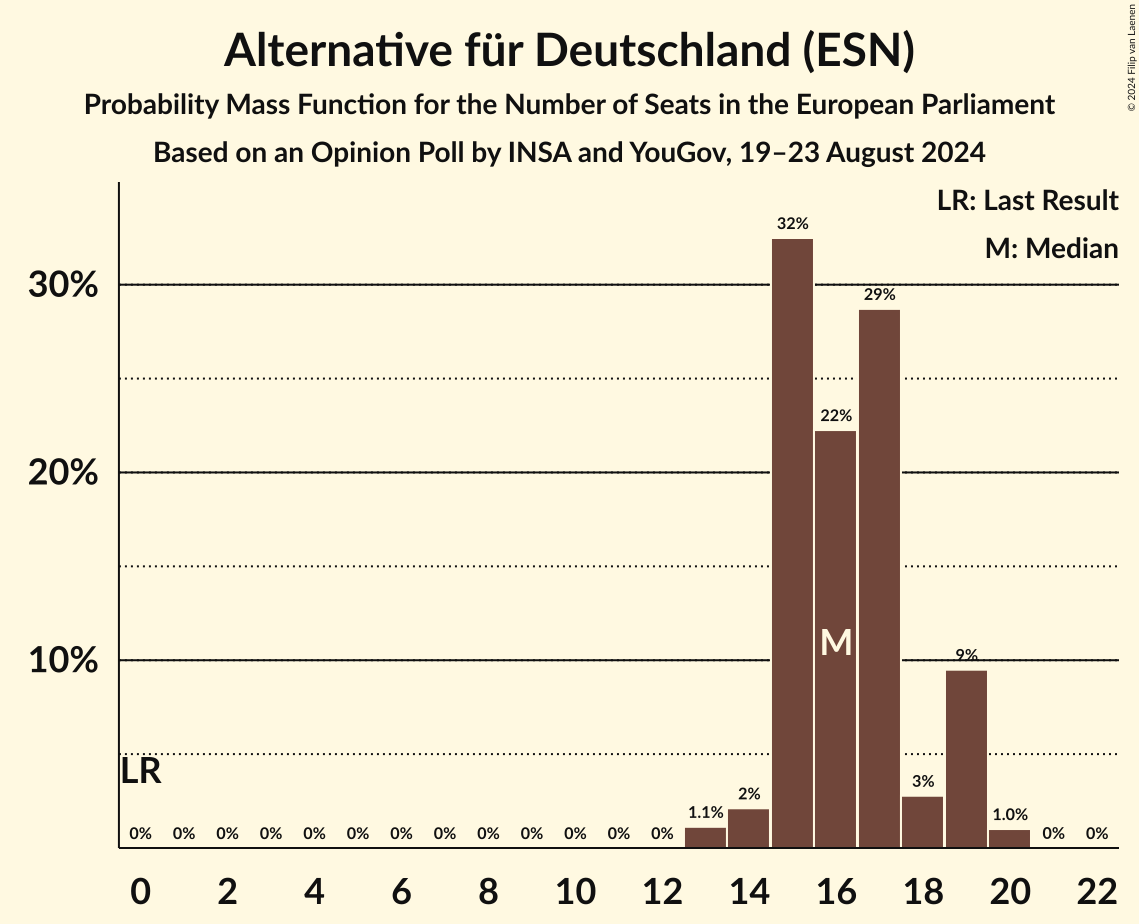 Alternative für Deutschland (ESN)
Probability Mass Function for the Number of Seats in the European Parliament
Based on an Opinion Poll by INSA and YouGov, 19–23 August 2024
© 2024 Filip van Laenen
LR: Last Result
M: Median
30%
20%
10%
32%
29%
22%
M
9%
LR
3%
2%
1.1%
1.0%
0% 0% 0% 0% 0% 0% 0% 0% 0% 0% 0% 0% 0% 0% 0%
0 2 4 6 8 10 12 14 16 18 20 22